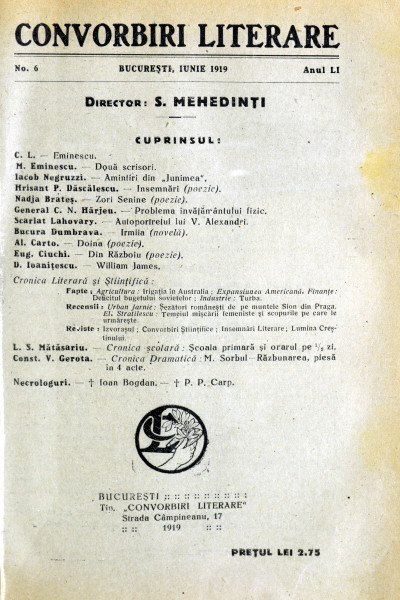 CONVORBIRI LITERARE
No. 6 BUCUREȘTI, IUNIE 1919 Anul LI
DIRECTOR: S. MEHEDINȚI
CUPRINSUL:
C. L. — Eminescu.
M. Eminescu. — Două scrisori.
Iacob Negruzzi. — Amintiri din „Junimea".
Hrisant P. Dăscălescu. — Insemnări (poezie).
Nadja Brateș. — Zori Senine (poezie).
General C. N. Hârjeu. — Problema învățământului fizic.
Scarlat Lahovary. — Autoportretul lui V. Alexandri.
Bucura Dumbrava. — Irmila (novelă).
Al. Carto. — Doina (poezie).
Eug. Ciuchi. — Din Războiu (poezie).
D. Ioanițescu. — William James.
Cronica Literară și Științifică:
Fapte: Agricultura: Irigația în Australia; Expansiunea Americană. Finanțe:
Deficitul bugetului sovietelor; Industrie: Turba.
Recensii: Urban Jarnic: Șezători românești de pe muntele Sion din Praga.
El. Stratilescu: Temeiul mișcării feministe și scopurile pe care le
urmărește.
Reviste: Izvorașul; Convorbiri Științifice; Insemnări Literare; Lumina Creș-
tinului.
L. S. Mătăsariu. — Cronica școlară: Școala primară și orarul pe 1/2 zi.
Const. V. Gerota. — Cronica Dramatică: M. Sorbul—Răzbunarea, piesă
în 4 acte.
Necrologuri. — † Ioan Bogdan. — † P. P. Carp.
CL
BUCUREȘTI :: :: :: :: :: :: :: ::
Tip. „CONVORBIRI LITERARE"
Strada Câmpineanu, 17
:: :: 1919 :: ::
PREȚUL LEI 2.75